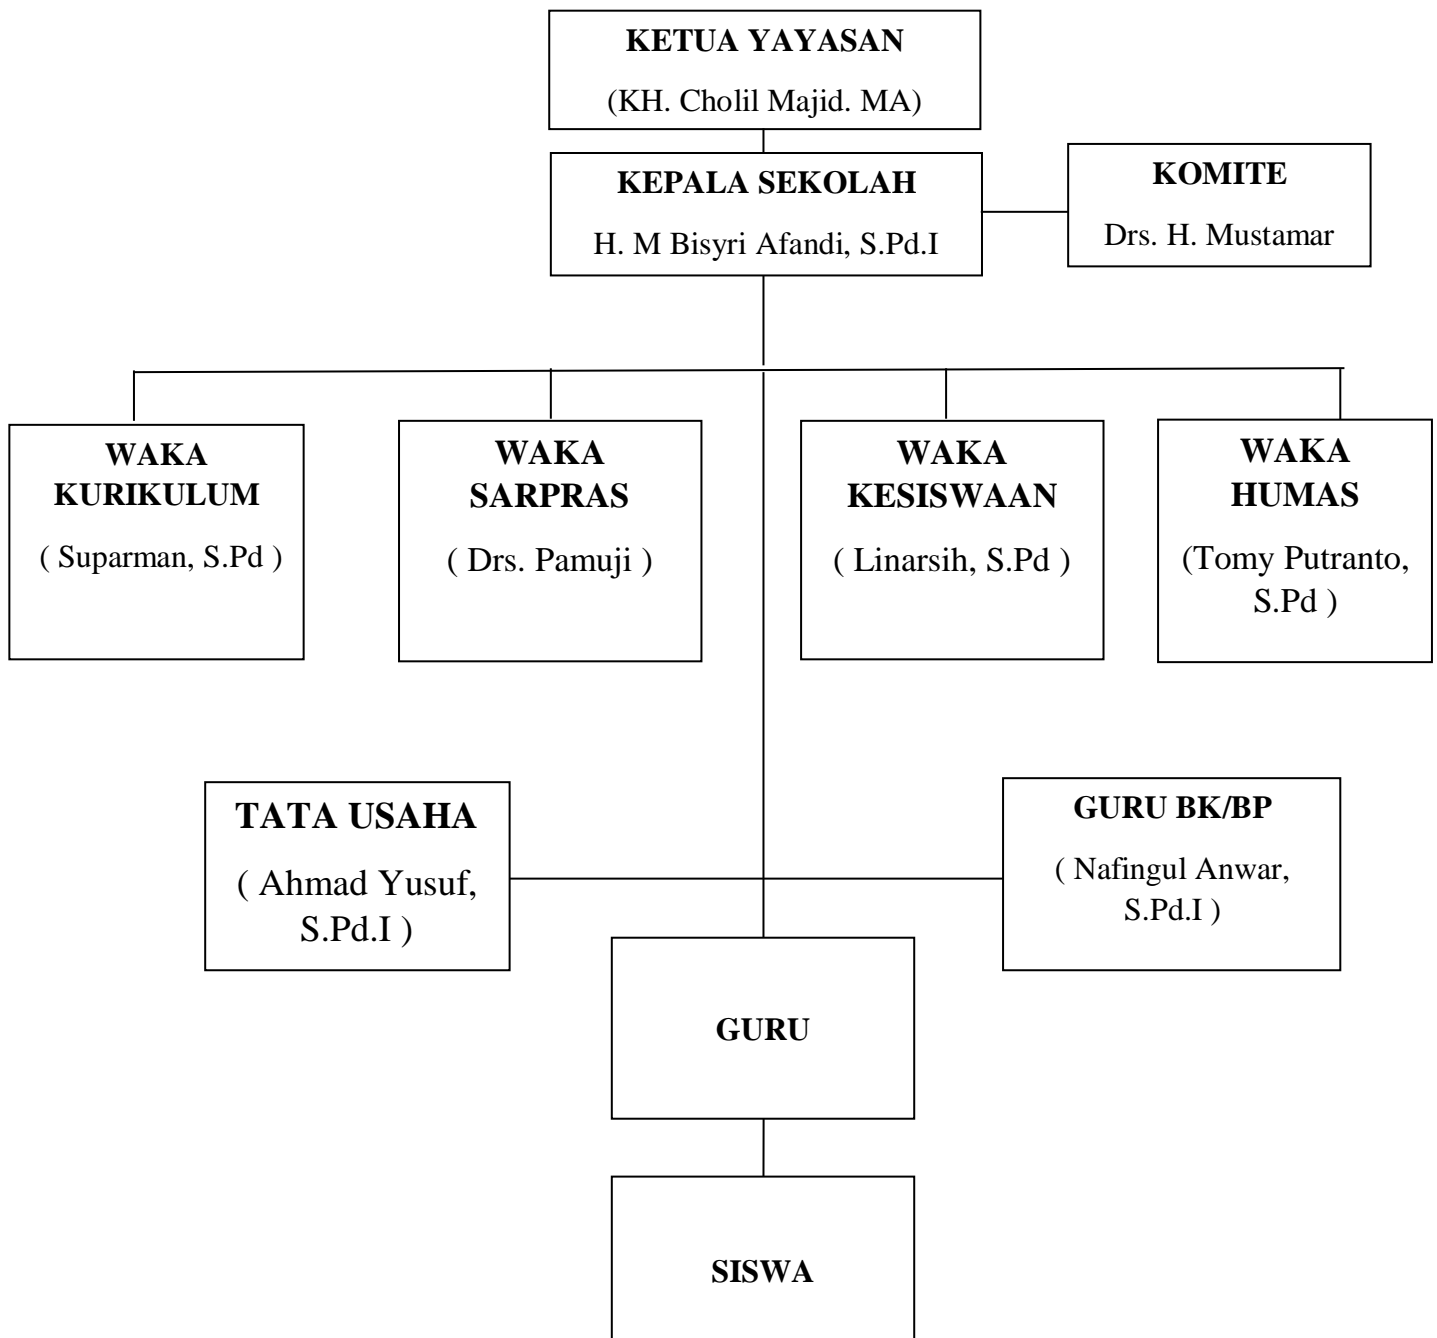 KETUA YAYASAN
(KH. Cholil Majid. MA)
KEPALA SEKOLAH
H. M Bisyri Afandi, S.Pd.I
KOMITE
Drs. H. Mustamar
WAKA
KURIKULUM
( Suparman, S.Pd )
WAKA
SARPRAS
( Drs. Pamuji )
WAKA
KESISWAAN
( Linarsih, S.Pd )
WAKA
HUMAS
(Tomy Putranto,
S.Pd )
TATA USAHA
( Ahmad Yusuf,
S.Pd.I )
GURU BK/BP
( Nafingul Anwar,
S.Pd.I )
GURU
SISWA